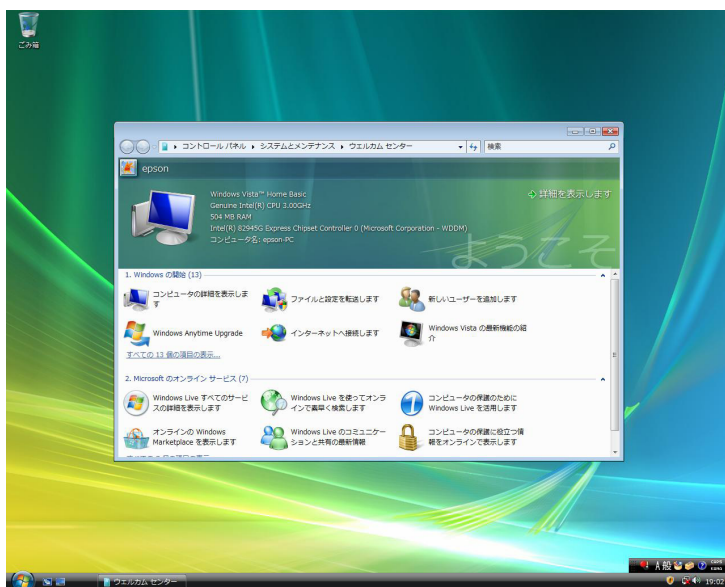 ごみ箱
コントロール パネル ▸ システムとメンテナンス ▸ ウェルカム センター
検索
epson
Windows Vista™ Home Basic
Genuine Intel(R) CPU 3.00GHz
504 MB RAM
Intel(R) 82945G Express Chipset Controller 0 (Microsoft Corporation - WDDM)
コンピュータ名: epson-PC
詳細を表示します
ようこそ
1. Windows の開始 (13)
コンピュータの詳細を表示しま
す
ファイルと設定を転送します
新しいユーザーを追加します
Windows Anytime Upgrade
インターネットへ接続します
Windows Vista の最新機能の紹
介
すべての 13 個の項目の表示...
2. Microsoft のオンライン サービス (7)
Windows Live すべてのサービ
スの詳細を表示します
Windows Live を使ってオンラ
インで素早く検索します
コンピュータの保護のために
Windows Live を活用します
オンラインの Windows
Marketplace を表示します
Windows Live のコミュニケー
ションと共有の最新情報
コンピュータの保護に役立つ情
報をオンラインで表示します
A 般
CAPS
KANA
ウェルカム センター
19:02